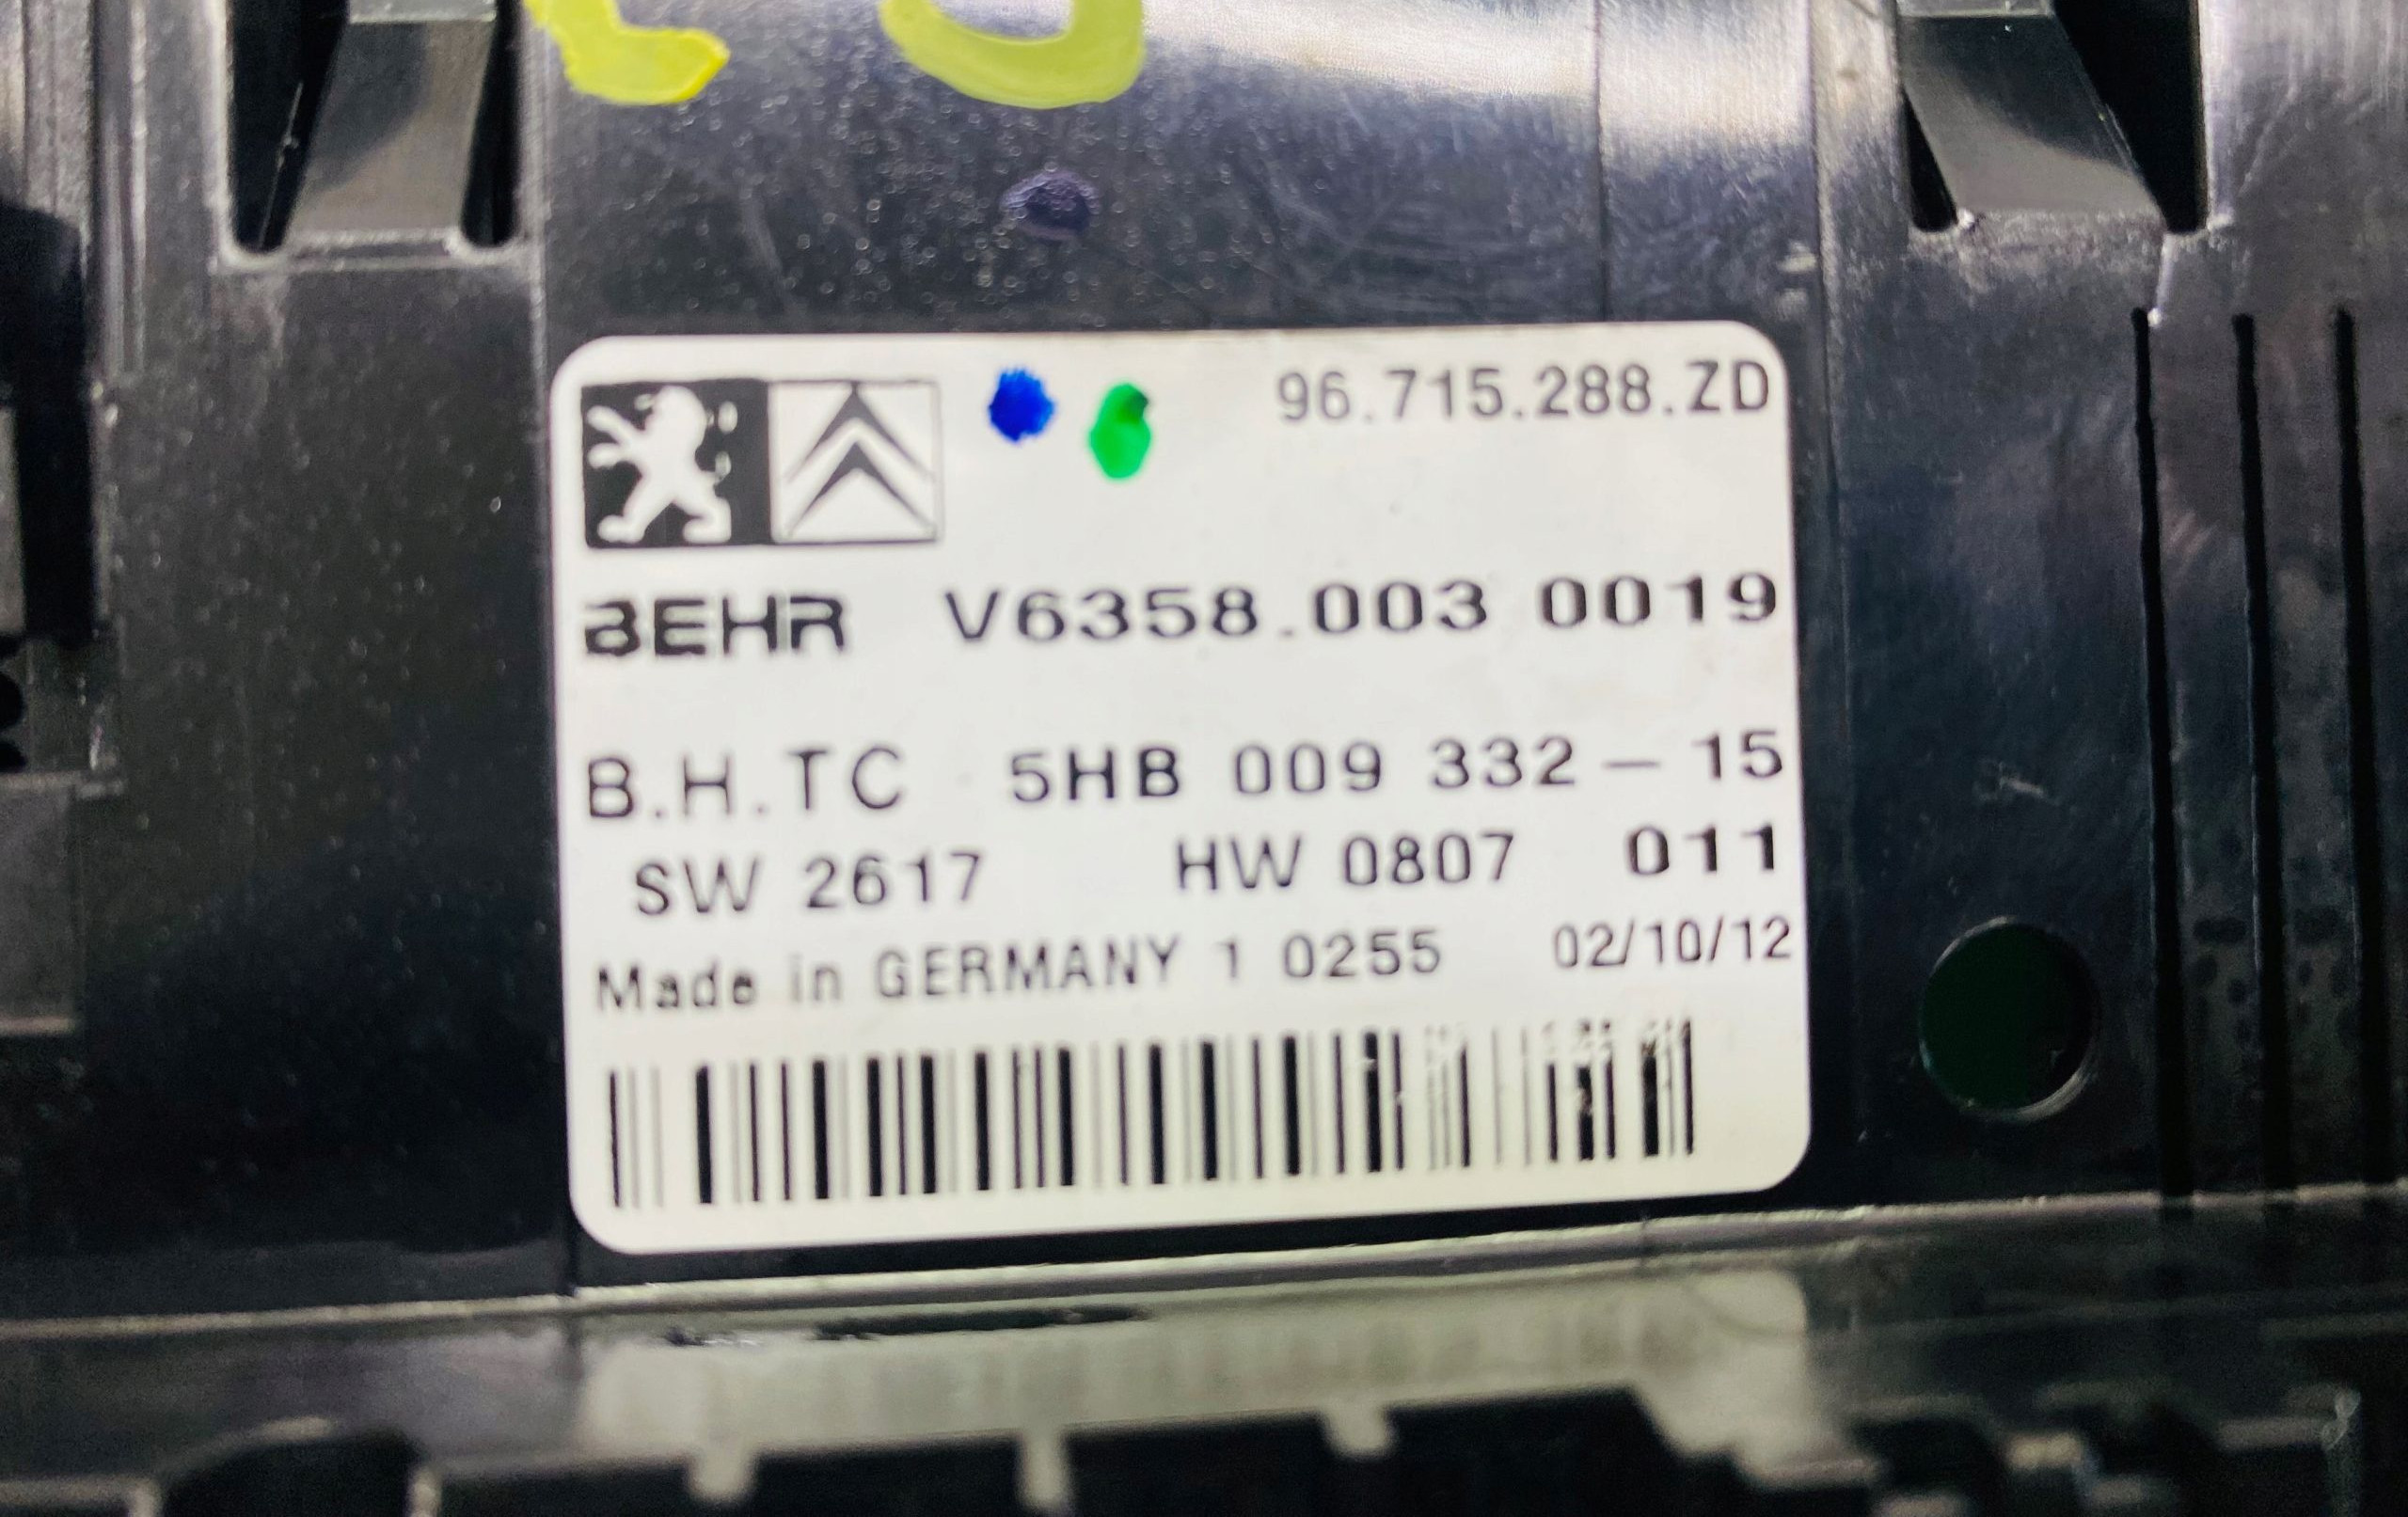 96.715.288.ZD
BEHR V6358.003 0019
B.H.TC 5HB 009 332-15
SW 2617 HW 0807 011
Made in GERMANY 1 0255 02/10/12